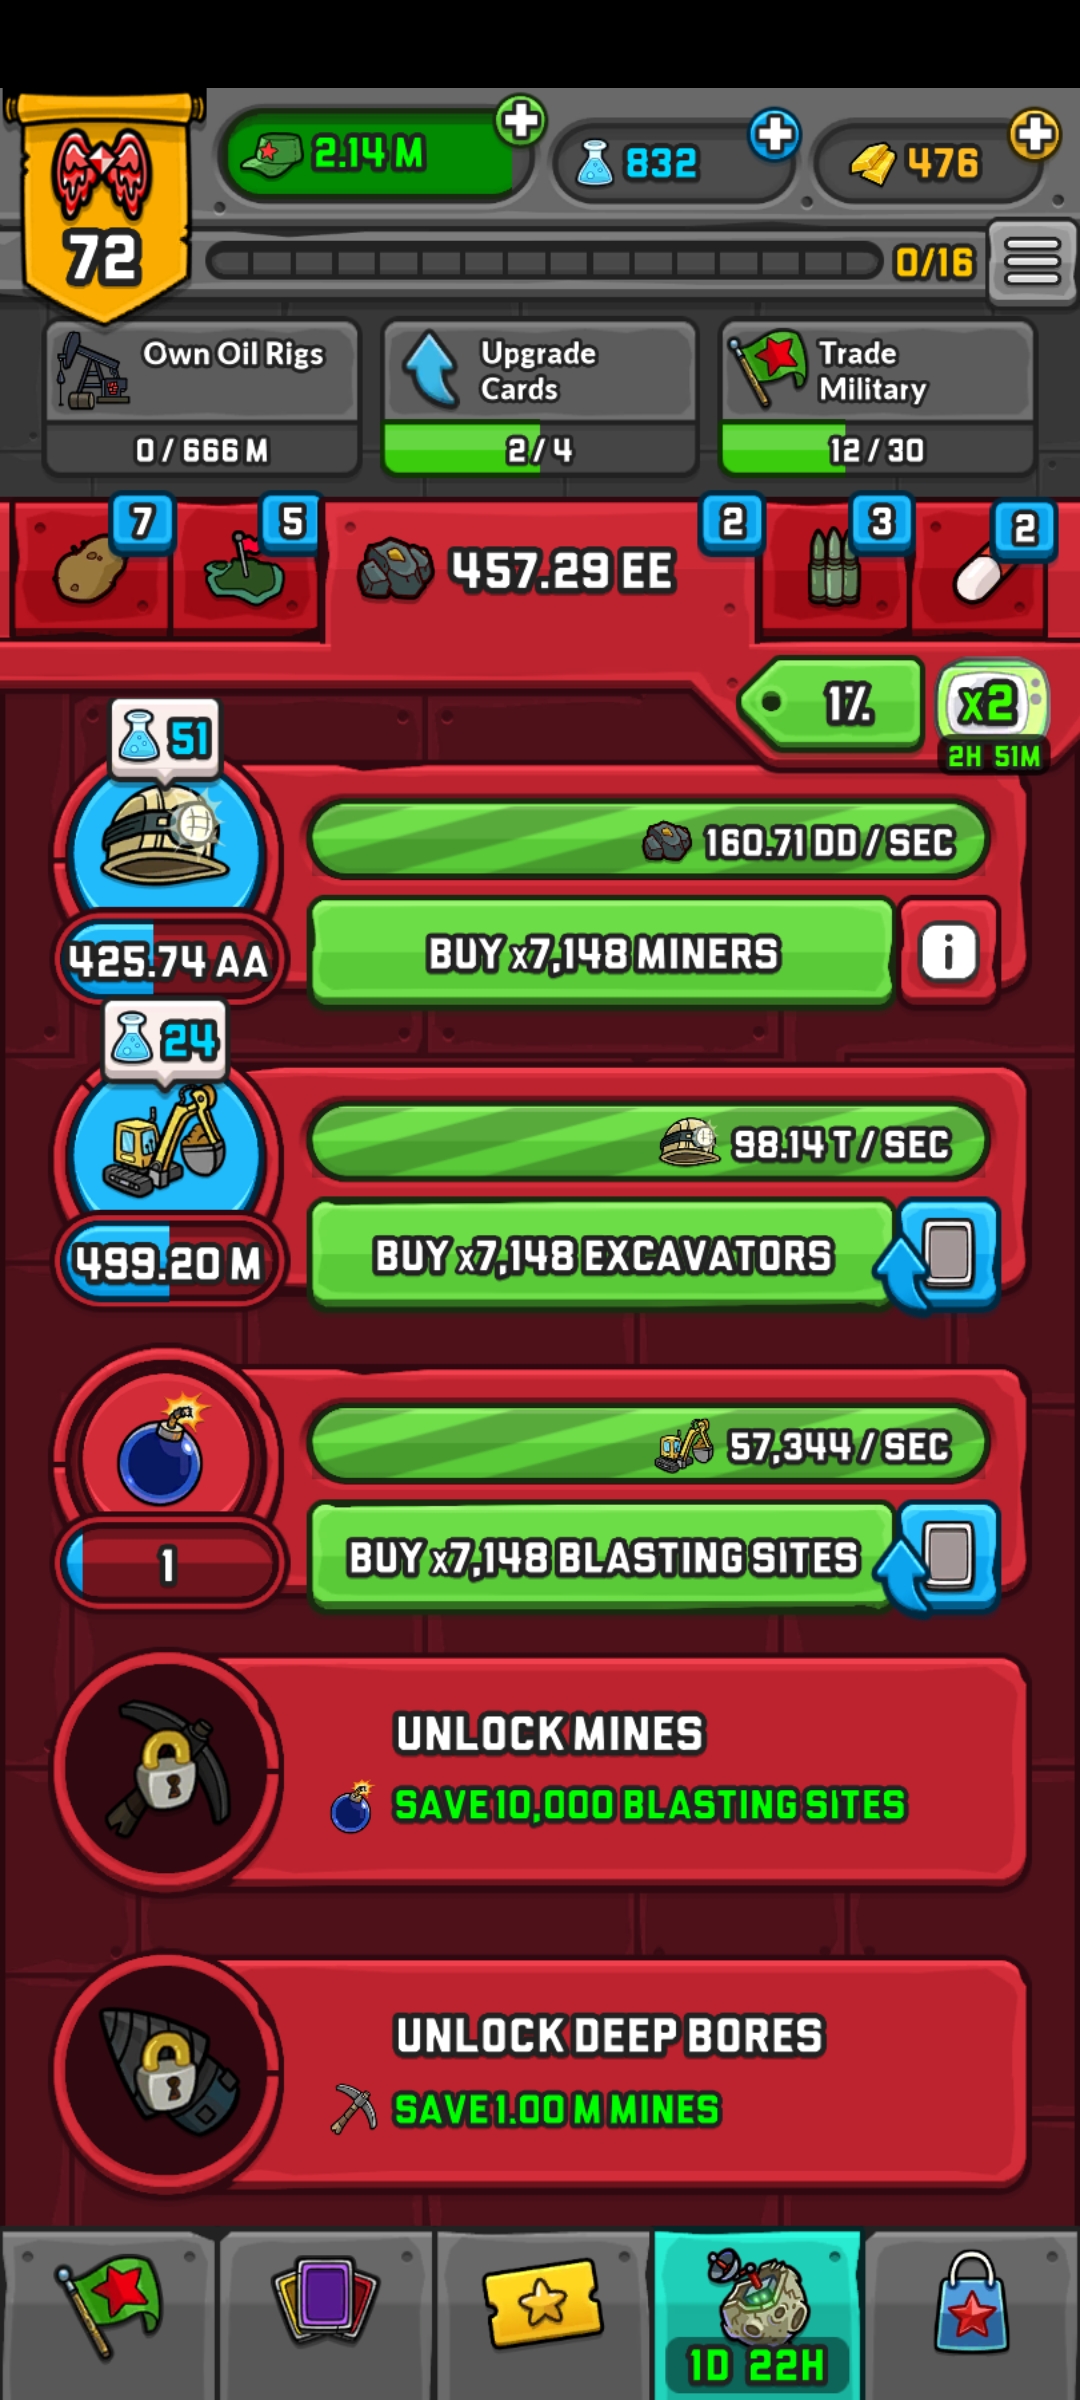 2.14 M
832
476
72
0/16
Own Oil Rigs
0 / 666 M
Upgrade
Cards
2 / 4
Trade
Military
12 / 30
7
5
457.29 EE
2
3
2
1%
x2
2H 51M
51
160.71 DD / SEC
425.74 AA
BUY x7,148 MINERS
i
24
98.14 T / SEC
499.20 M
BUY x7,148 EXCAVATORS
57,344 / SEC
1
BUY x7,148 BLASTING SITES
UNLOCK MINES
SAVE 10,000 BLASTING SITES
UNLOCK DEEP BORES
SAVE 1.00 M MINES
1D 22H